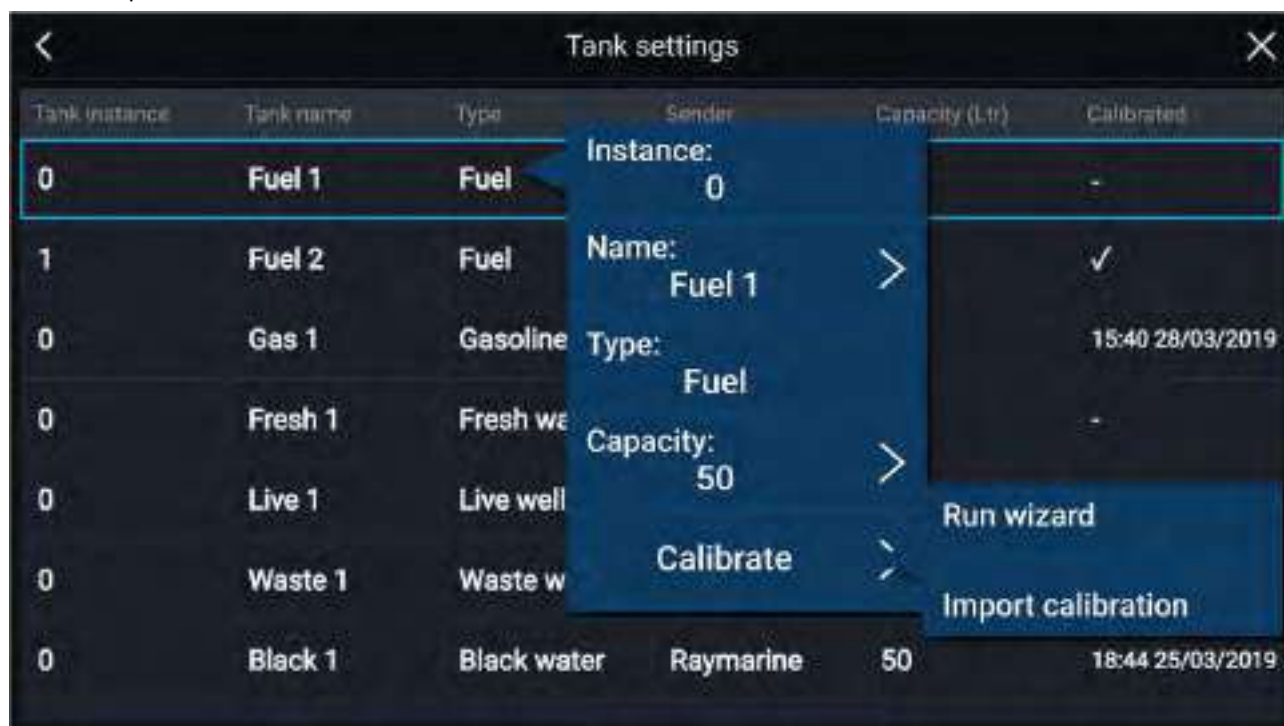 Tank settings
Tank instance Tank name Type Sender Capacity (Ltr) Calibrated
0 Fuel 1 Fuel -
Instance:
0
1 Fuel 2 Fuel ✓
Name:
Fuel 1
0 Gas 1 Gasoline 15:40 28/03/2019
Type:
Fuel
0 Fresh 1 Fresh wa -
Capacity:
50
0 Live 1 Live well
Run wizard
0 Waste 1 Waste w
Calibrate
Import calibration
0 Black 1 Black water Raymarine 50 18:44 25/03/2019